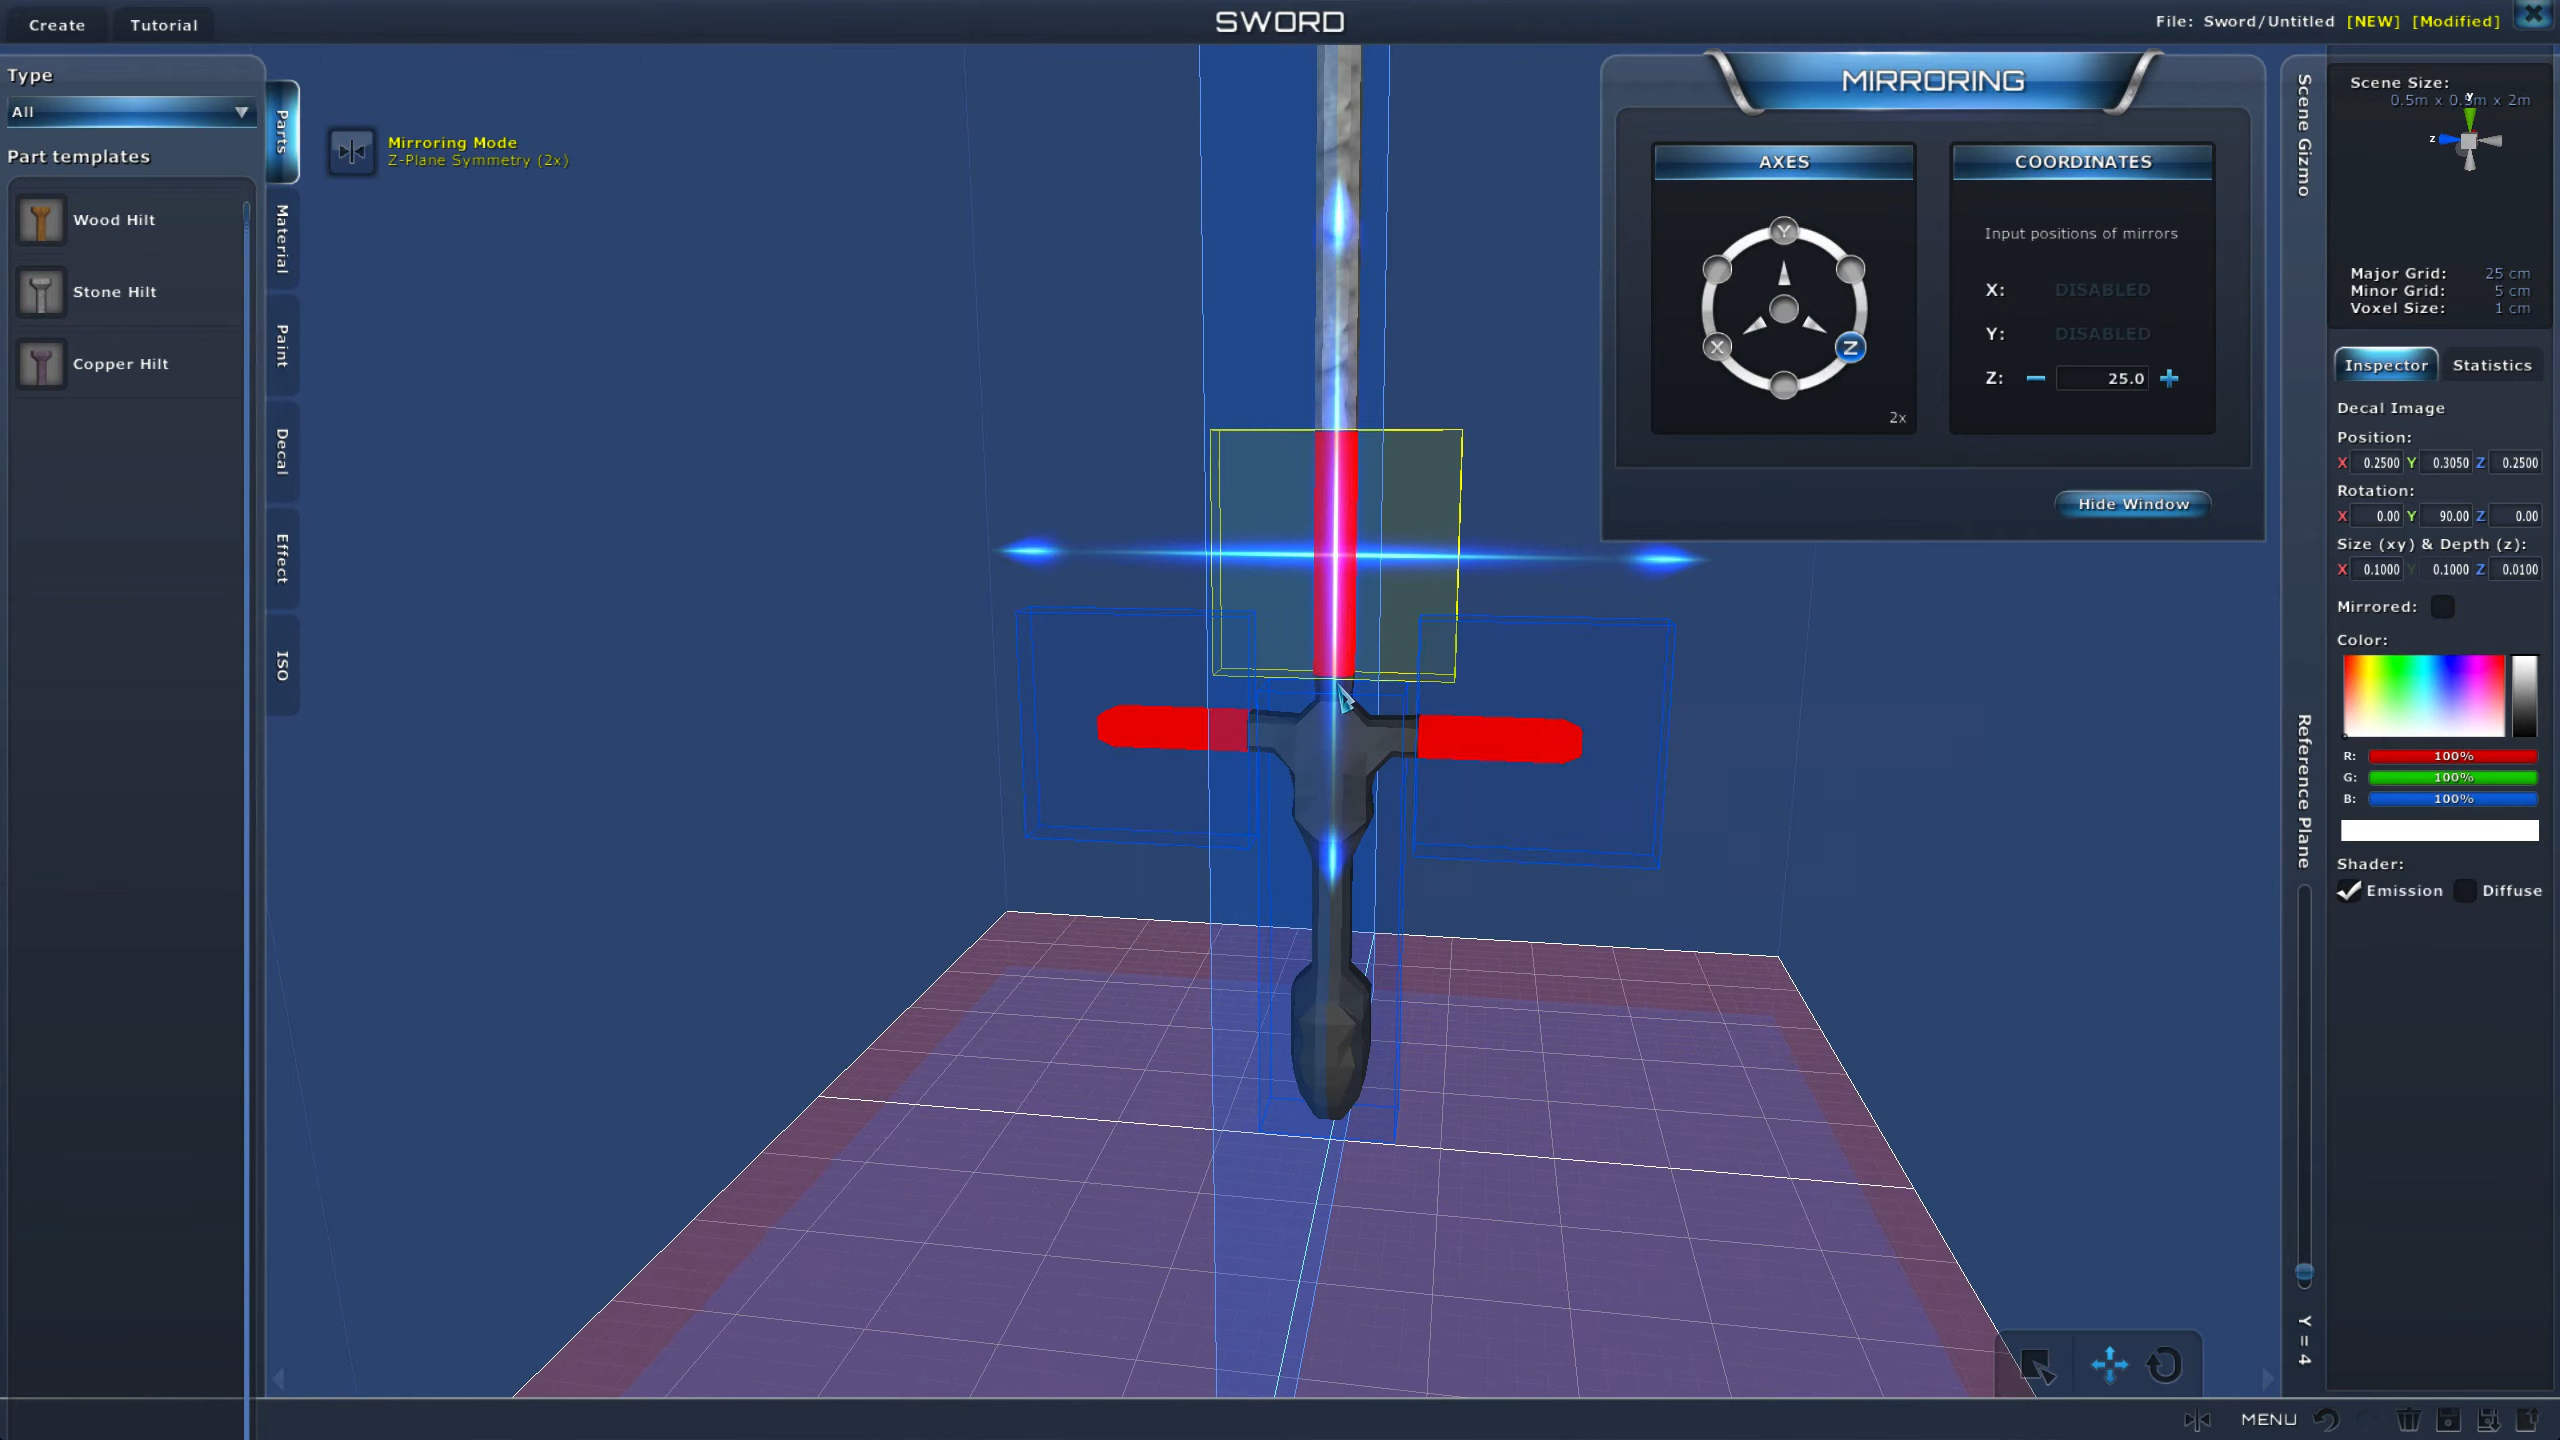 Create
Tutorial
SWORD
File: Sword/Untitled [NEW] [Modified]
Type
All
Part templates
Wood Hilt
Stone Hilt
Copper Hilt
Parts
Material
Paint
Decal
Effect
ISO
Mirroring Mode
Z-Plane Symmetry (2x)
MIRRORING
AXES
Y
X
Z
2x
COORDINATES
Input positions of mirrors
X: DISABLED
Y: DISABLED
Z: 25.0
Hide Window
Scene Gizmo
Scene Size:
0.5m x 0.5m x 2m
Y
Z
Major Grid: 25 cm
Minor Grid: 5 cm
Voxel Size: 1 cm
Inspector
Statistics
Decal Image
Position:
X 0.2500 Y 0.3050 Z 0.2500
Rotation:
X 0.00 Y 90.00 Z 0.00
Size (xy) & Depth (z):
X 0.1000 Y 0.1000 Z 0.0100
Mirrored:
Color:
R: 100%
G: 100%
B: 100%
Shader:
Emission
Diffuse
Reference Plane
Y = 4
MENU